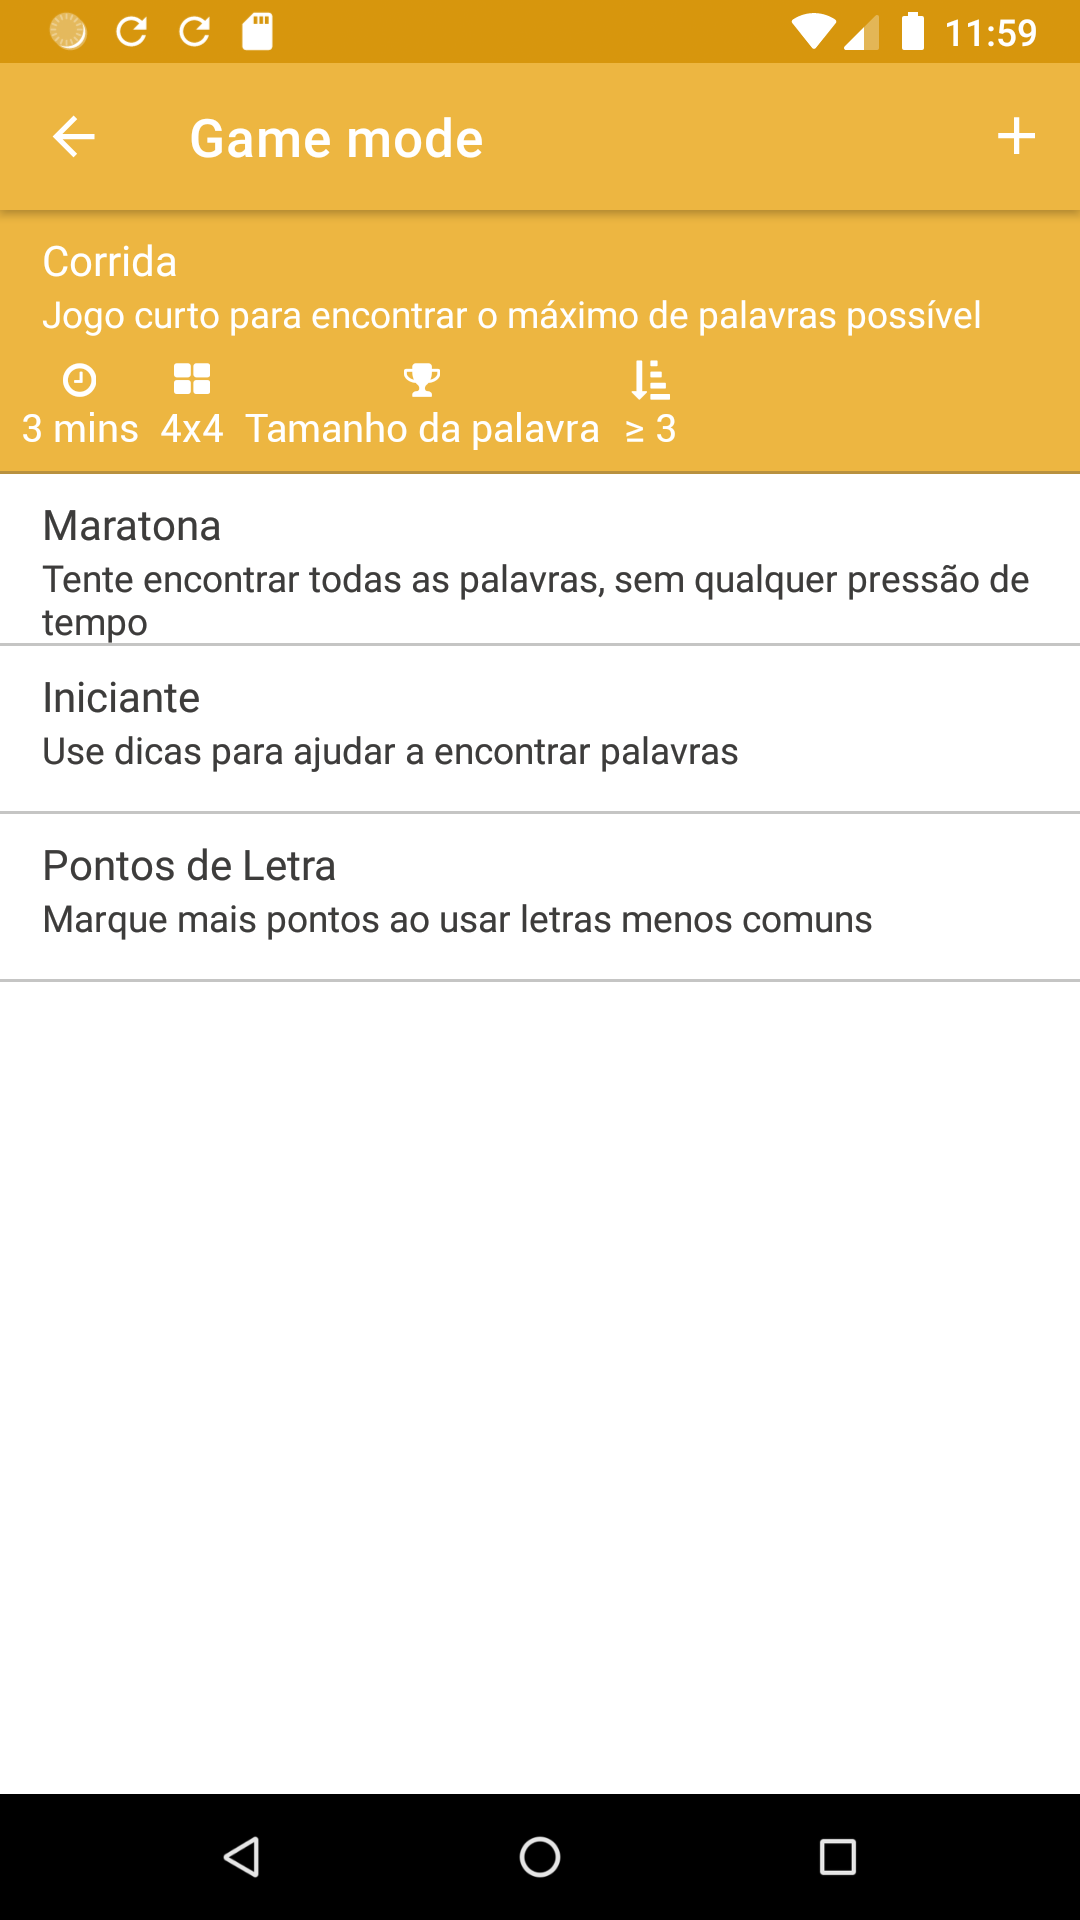 11:59
Game mode
Corrida
Jogo curto para encontrar o máximo de palavras possível
3 mins 4x4 Tamanho da palavra ≥ 3
Maratona
Tente encontrar todas as palavras, sem qualquer pressão de
tempo
Iniciante
Use dicas para ajudar a encontrar palavras
Pontos de Letra
Marque mais pontos ao usar letras menos comuns